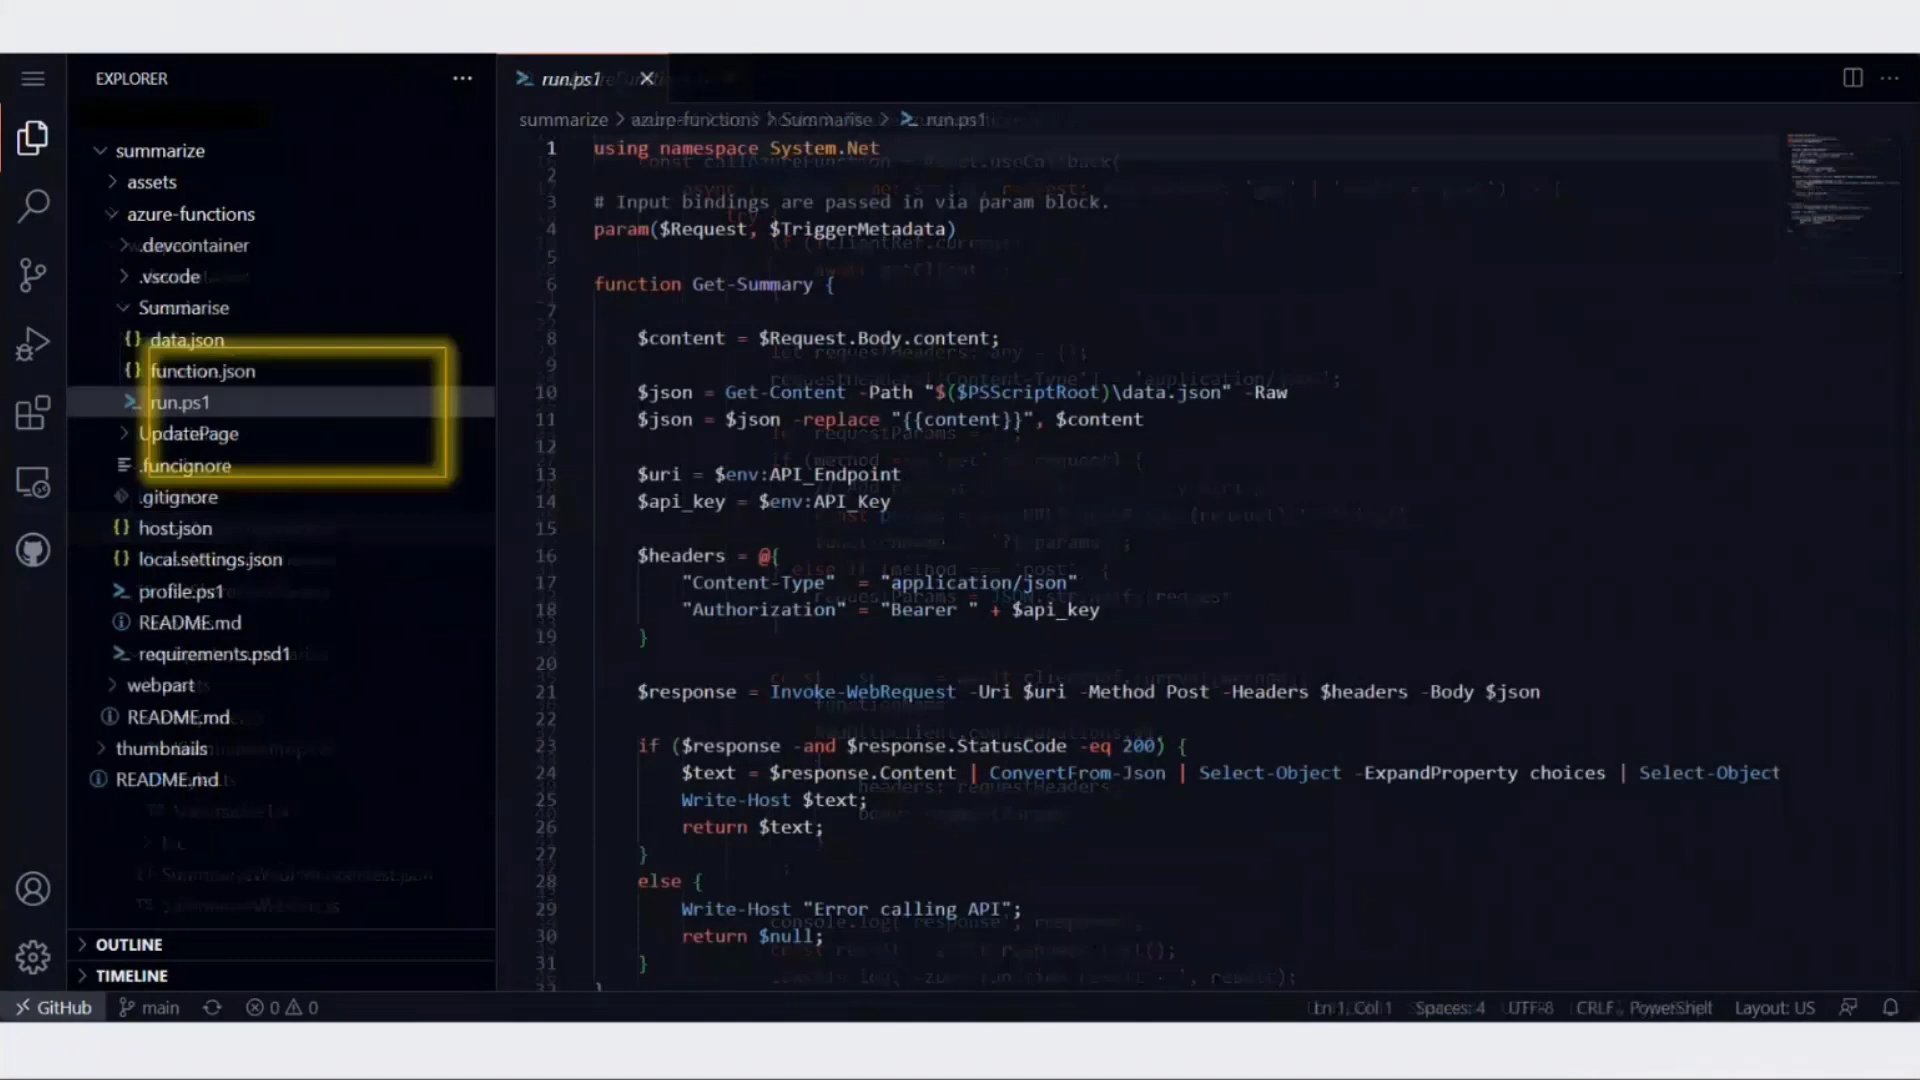 EXPLORER
summarize
assets
azure-functions
.devcontainer
.vscode
Summarise
data.json
function.json
run.ps1
UpdatePage
.funcignore
.gitignore
host.json
local.settings.json
profile.ps1
README.md
requirements.psd1
webpart
README.md
thumbnails
README.md
OUTLINE
TIMELINE
run.ps1
summarize > azure-functions > Summarise > run.ps1
1 using namespace System.Net
2
3 # Input bindings are passed in via param block.
4 param($Request, $TriggerMetadata)
5
6 function Get-Summary {
7
8 $content = $Request.Body.content;
9
10 $json = Get-Content -Path "$($PSScriptRoot)\data.json" -Raw
11 $json = $json -replace "{{content}}", $content
12
13 $uri = $env:API_Endpoint
14 $api_key = $env:API_Key
15
16 $headers = @{
17 "Content-Type" = "application/json"
18 "Authorization" = "Bearer " + $api_key
19 }
20
21 $response = Invoke-WebRequest -Uri $uri -Method Post -Headers $headers -Body $json
22
23 if ($response -and $response.StatusCode -eq 200) {
24 $text = $response.Content | ConvertFrom-Json | Select-Object -ExpandProperty choices | Select-Object
25 Write-Host $text;
26 return $text;
27 }
28 else {
29 Write-Host "Error calling API";
30 return $null;
31 }
GitHub main 0 0 Ln 1, Col 1 Spaces: 4 UTF-8 CRLF PowerShell Layout: US